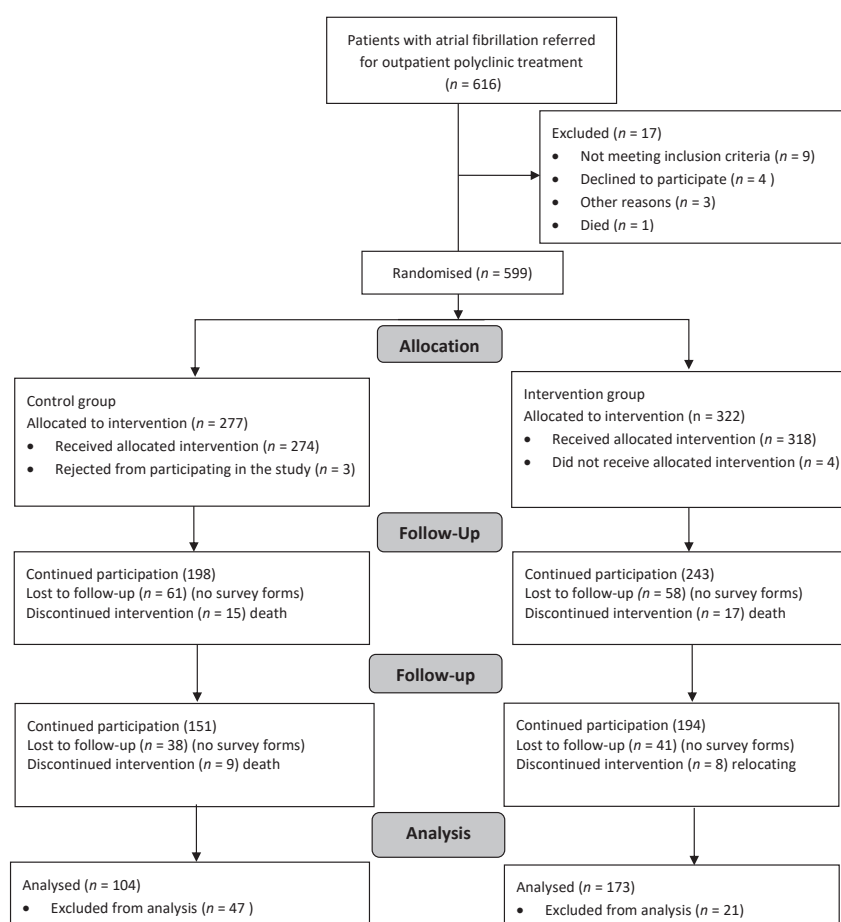 Patients with atrial fibrillation referred
for outpatient polyclinic treatment
(n = 616)
Excluded (n = 17)
• Not meeting inclusion criteria (n = 9)
• Declined to participate (n = 4 )
• Other reasons (n = 3)
• Died (n = 1)
Randomised (n = 599)
Allocation
Control group
Allocated to intervention (n = 277)
• Received allocated intervention (n = 274)
• Rejected from participating in the study (n = 3)
Intervention group
Allocated to intervention (n = 322)
• Received allocated intervention (n = 318)
• Did not receive allocated intervention (n = 4)
Follow-Up
Continued participation (198)
Lost to follow-up (n = 61) (no survey forms)
Discontinued intervention (n = 15) death
Continued participation (243)
Lost to follow-up (n = 58) (no survey forms)
Discontinued intervention (n = 17) death
Follow-up
Continued participation (151)
Lost to follow-up (n = 38) (no survey forms)
Discontinued intervention (n = 9) death
Continued participation (194)
Lost to follow-up (n = 41) (no survey forms)
Discontinued intervention (n = 8) relocating
Analysis
Analysed (n = 104)
• Excluded from analysis (n = 47 )
Analysed (n = 173)
• Excluded from analysis (n = 21)